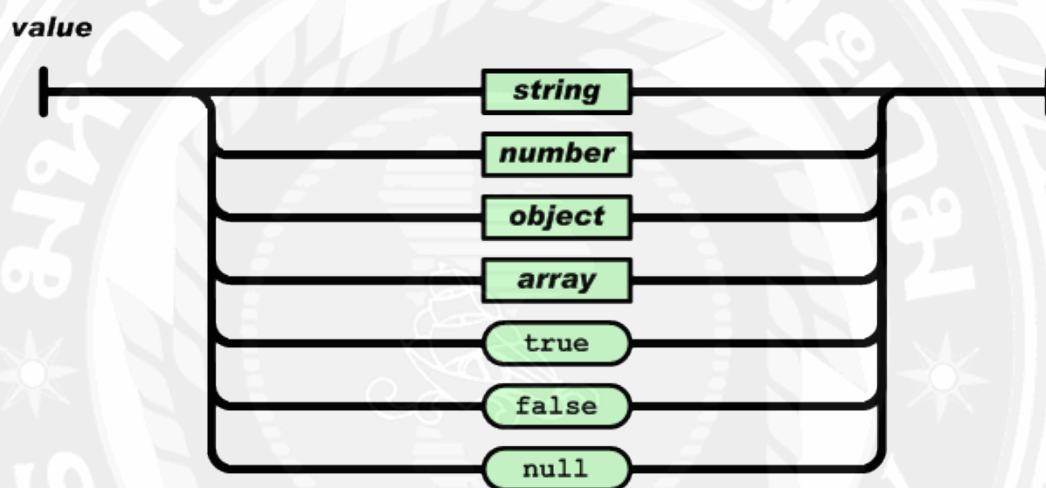 value
string
number
object
array
true
false
null